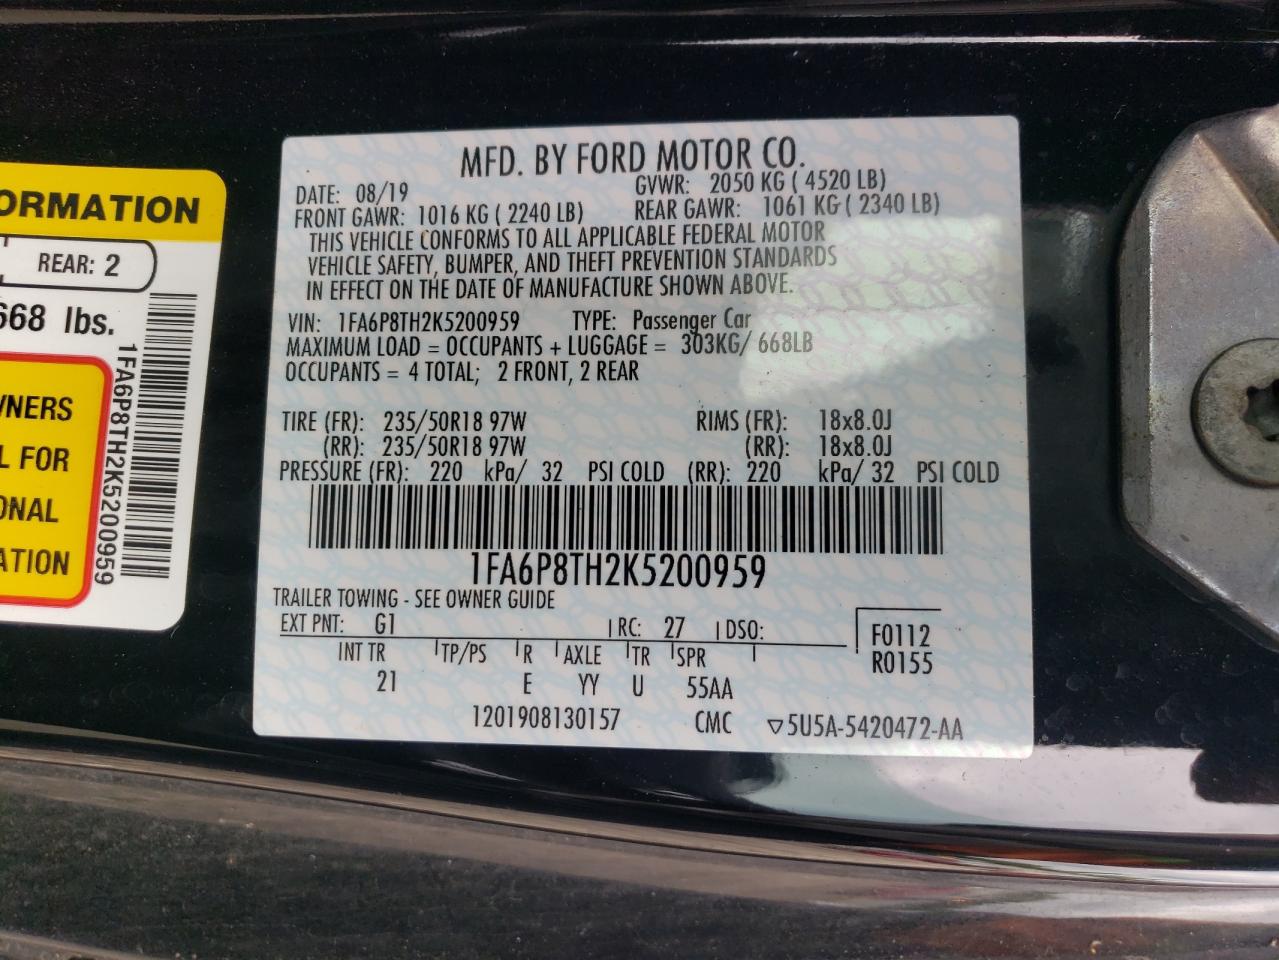 ORMATION
REAR: 2
668 lbs.
WNERS
L FOR
ONAL
ATION
1FA6P8TH2K5200959
MFD. BY FORD MOTOR CO.
DATE: 08/19 GVWR: 2050 KG ( 4520 LB)
FRONT GAWR: 1016 KG ( 2240 LB) REAR GAWR: 1061 KG ( 2340 LB)
THIS VEHICLE CONFORMS TO ALL APPLICABLE FEDERAL MOTOR
VEHICLE SAFETY, BUMPER, AND THEFT PREVENTION STANDARDS
IN EFFECT ON THE DATE OF MANUFACTURE SHOWN ABOVE.
VIN: 1FA6P8TH2K5200959 TYPE: Passenger Car
MAXIMUM LOAD = OCCUPANTS + LUGGAGE = 303KG/ 668LB
OCCUPANTS = 4 TOTAL; 2 FRONT, 2 REAR
TIRE (FR): 235/50R18 97W RIMS (FR): 18x8.0J
(RR): 235/50R18 97W (RR): 18x8.0J
PRESSURE (FR): 220 kPa/ 32 PSI COLD (RR): 220 kPa/ 32 PSI COLD
1FA6P8TH2K5200959
TRAILER TOWING - SEE OWNER GUIDE
EXT PNT: G1 RC: 27 DSO: F0112
INT TR TP/PS R AXLE TR SPR R0155
21 E YY U 55AA
1201908130157 CMC ▽5U5A-5420472-AA